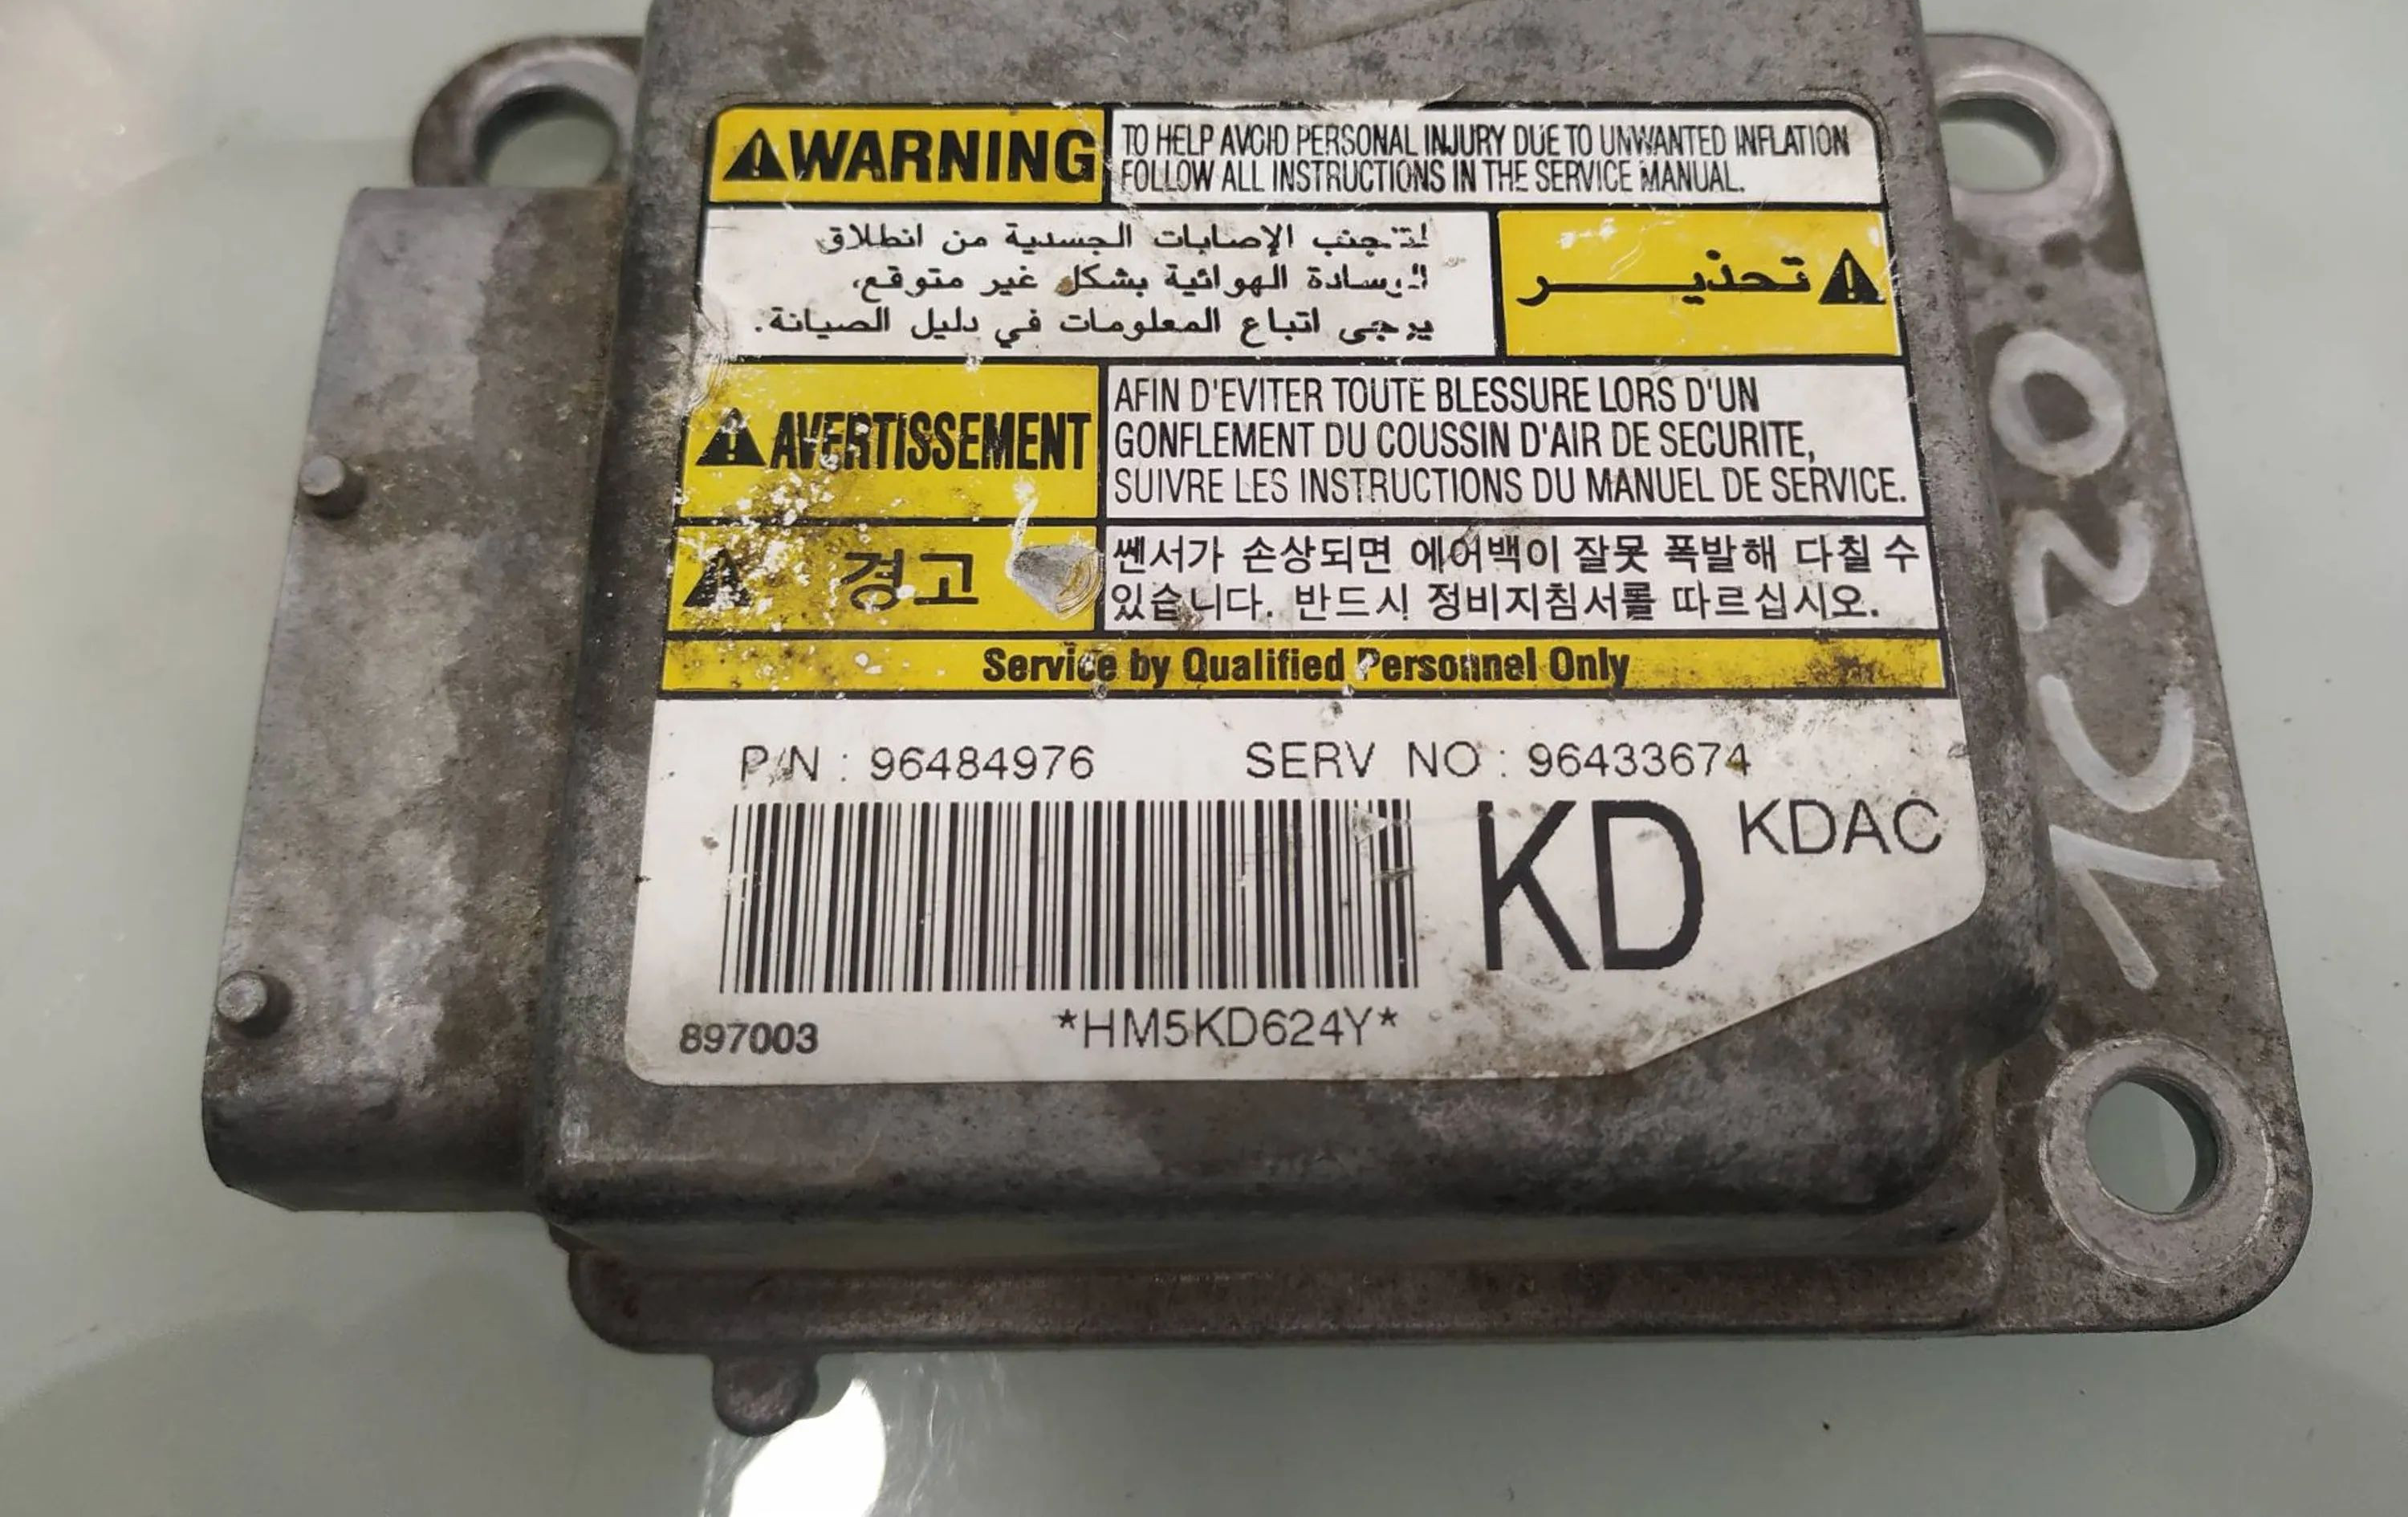 WARNING
TO HELP AVOID PERSONAL INJURY DUE TO UNWANTED INFLATION
FOLLOW ALL INSTRUCTIONS IN THE SERVICE MANUAL.
تحذيـــــر
لتجنب الإصابات الجسدية من انطلاق
الوسادة الهوائية بشكل غير متوقع،
يرجى اتباع المعلومات في دليل الصيانة.
AVERTISSEMENT
AFIN D'EVITER TOUTE BLESSURE LORS D'UN
GONFLEMENT DU COUSSIN D'AIR DE SECURITE,
SUIVRE LES INSTRUCTIONS DU MANUEL DE SERVICE.
경고
쎈서가 손상되면 에어백이 잘못 폭발해 다칠 수
있습니다. 반드시 정비지침서를 따르십시오.
Service by Qualified Personnel Only
P/N : 96484976 SERV NO : 96433674
KD KDAC
897003 *HM5KD624Y*